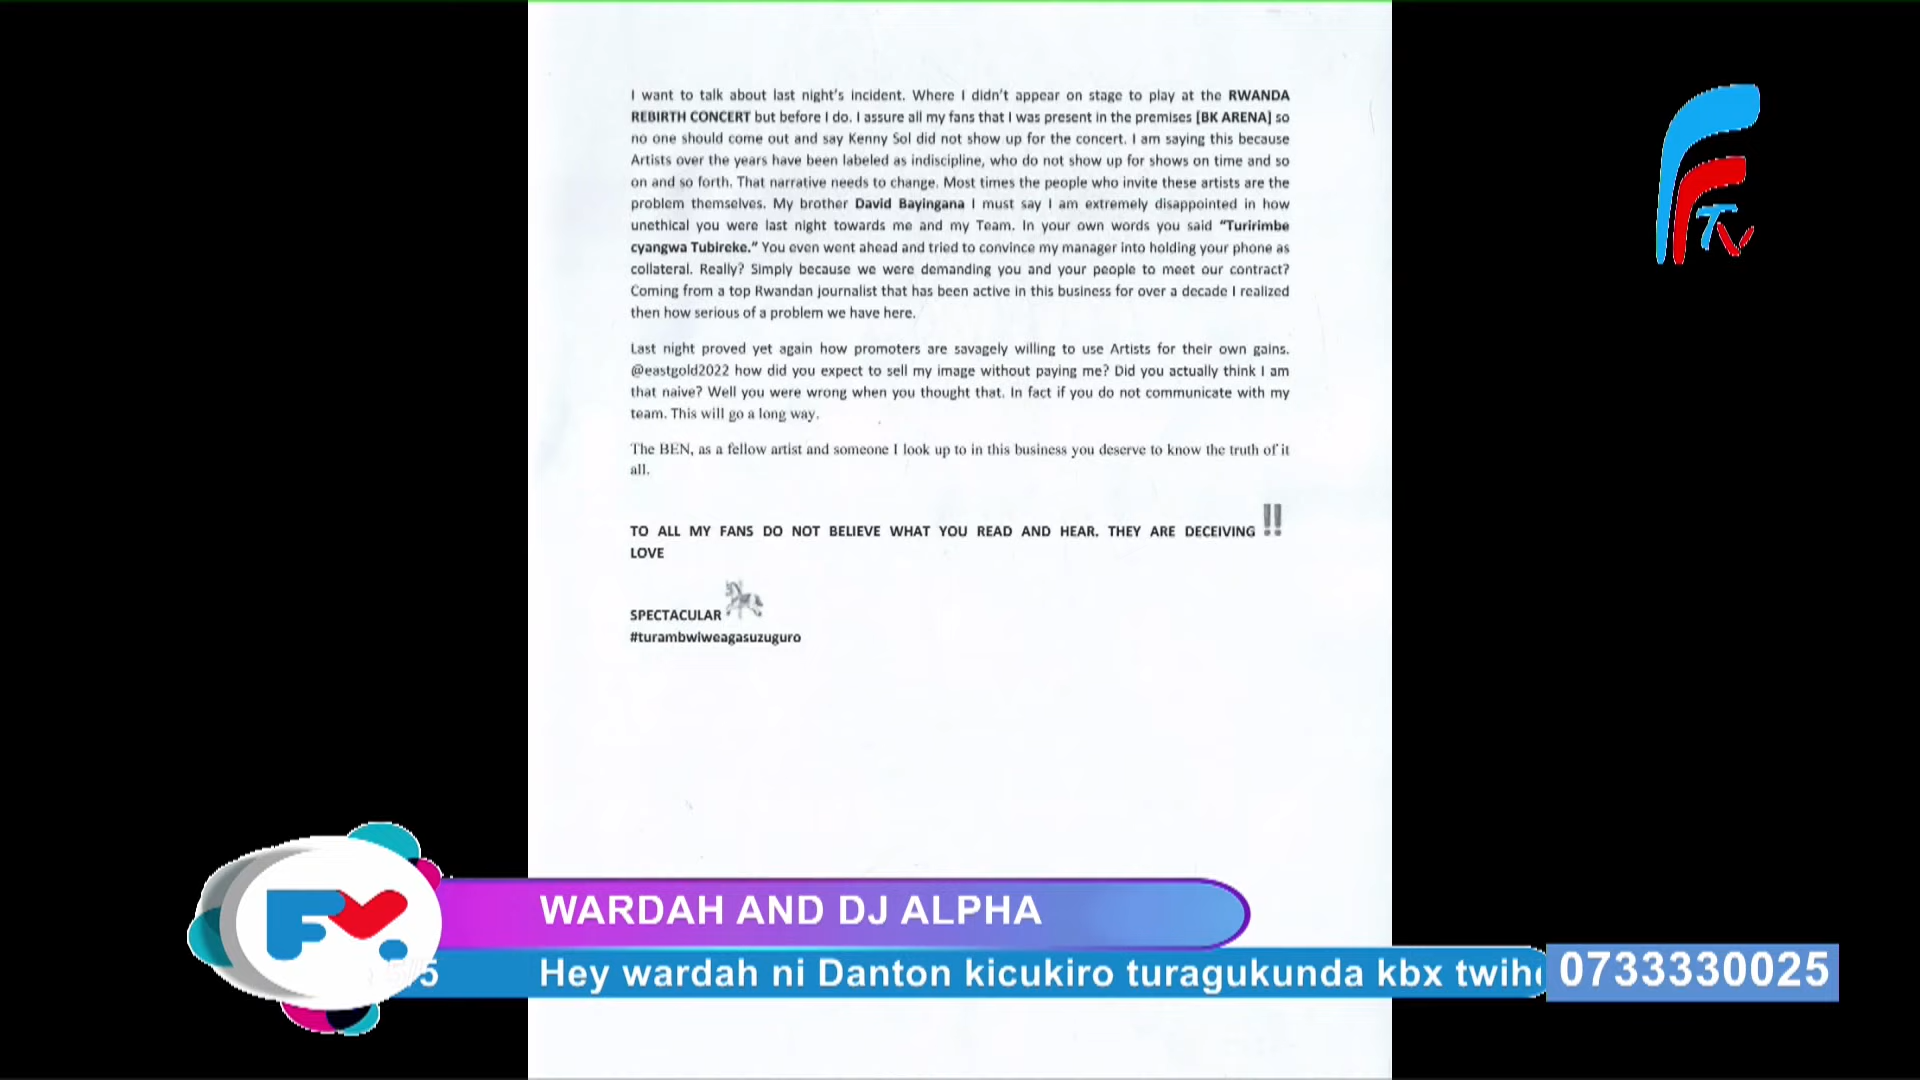 I want to talk about last night's incident. Where I didn't appear on stage to play at the RWANDA
REBIRTH CONCERT but before I do. I assure all my fans that I was present in the premises [BK ARENA] so
no one should come out and say Kenny Sol did not show up for the concert. I am saying this because
Artists over the years have been labeled as indiscipline, who do not show up for shows on time and so
on and so forth. That narrative needs to change. Most times the people who invite these artists are the
problem themselves. My brother David Bayingana I must say I am extremely disappointed in how
unethical you were last night towards me and my Team. In your own words you said "Turirimbe
cyangwa Tubireke." You even went ahead and tried to convince my manager into holding your phone as
collateral. Really? Simply because we were demanding you and your people to meet our contract?
Coming from a top Rwandan journalist that has been active in this business for over a decade I realized
then how serious of a problem we have here.
Last night proved yet again how promoters are savagely willing to use Artists for their own gains.
@eastgold2022 how did you expect to sell my image without paying me? Did you actually think I am
that naive? Well you were wrong when you thought that. In fact if you do not communicate with my
team. This will go a long way.
The BEN, as a fellow artist and someone I look up to in this business you deserve to know the truth of it
all.
TO ALL MY FANS DO NOT BELIEVE WHAT YOU READ AND HEAR. THEY ARE DECEIVING !!
LOVE
SPECTACULAR
#turambwiweagasuzuguro
TV
WARDAH AND DJ ALPHA
Hey wardah ni Danton kicukiro turagukunda kbx
0733330025